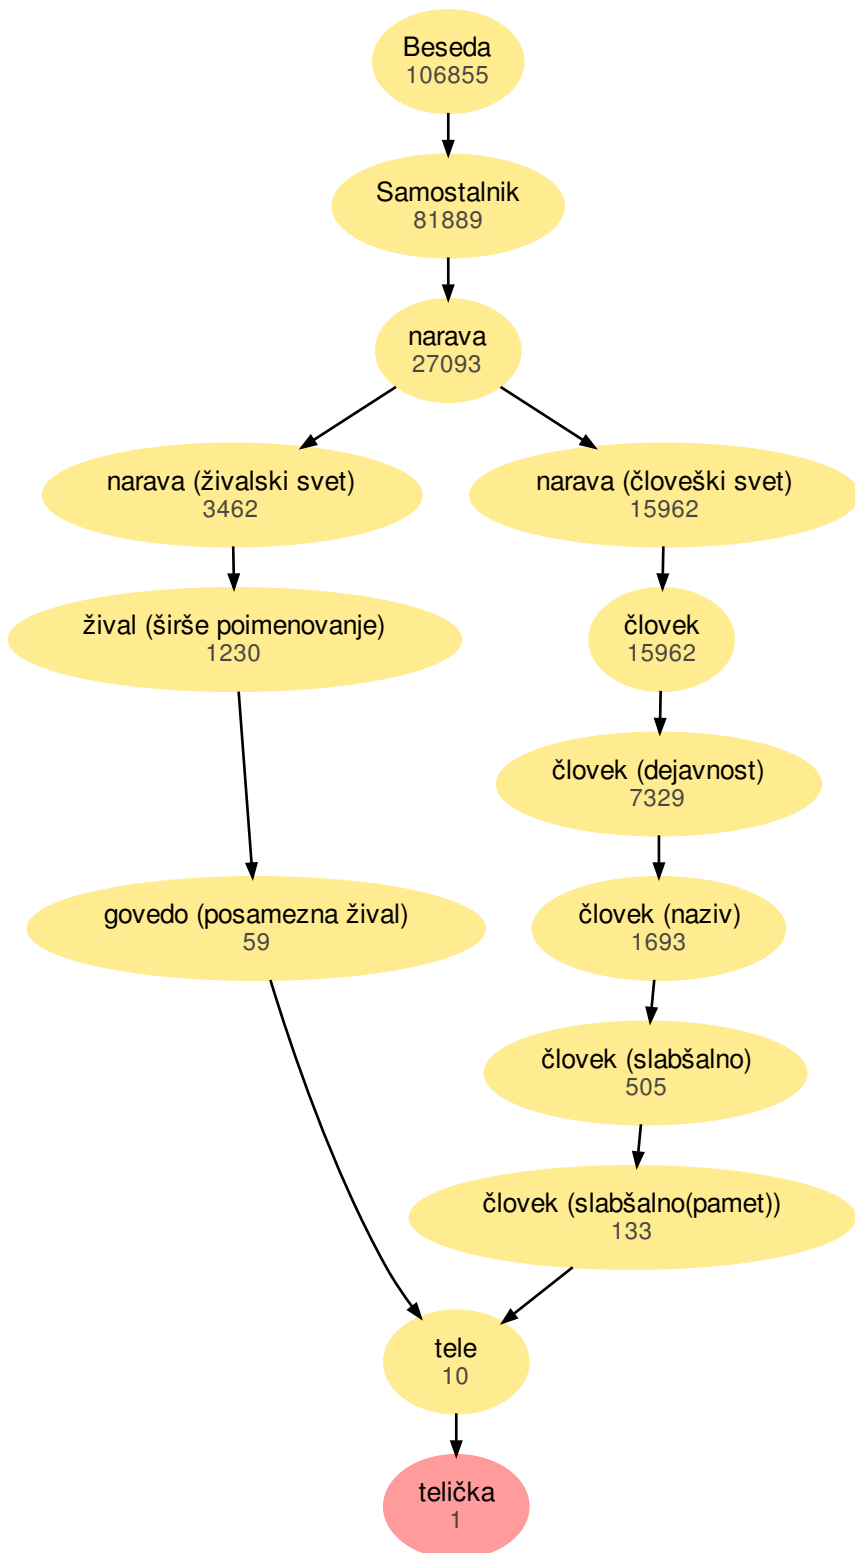 Beseda
106855
Samostalnik
81889
narava
27093
narava (živalski svet)
3462
narava (človeški svet)
15962
žival (širše poimenovanje)
1230
človek
15962
človek (dejavnost)
7329
govedo (posamezna žival)
59
človek (naziv)
1693
človek (slabšalno)
505
človek (slabšalno(pamet))
133
tele
10
telička
1